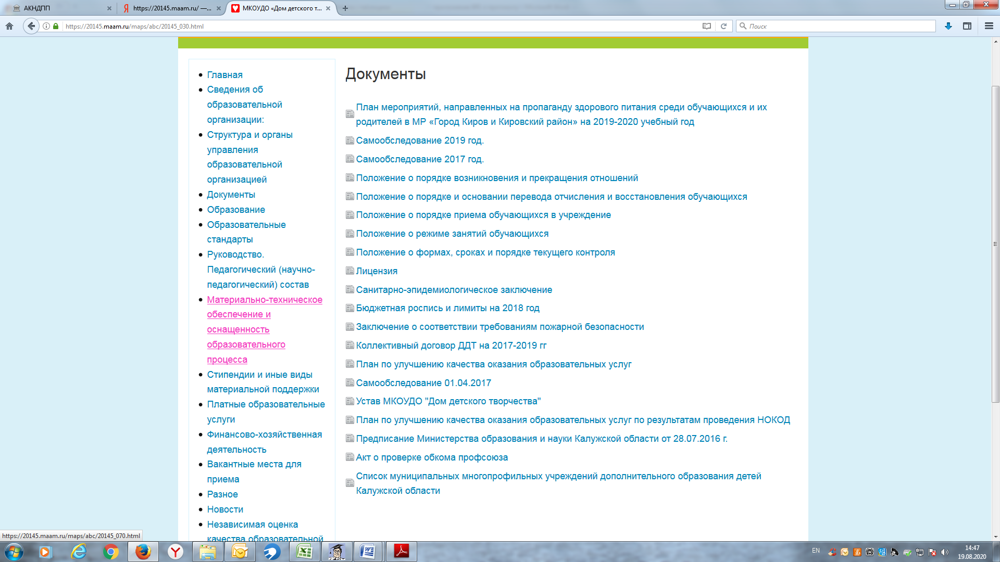 АКНДПП
https://20145.maam.ru/ —...
МКОУДО «Дом детского т...
https://20145.maam.ru/maps/abc/20145_030.html
Поиск
Главная
Сведения об
образовательной
организации:
Структура и органы
управления
образовательной
организацией
Документы
Образование
Образовательные
стандарты
Руководство.
Педагогический (научно-
педагогический) состав
Материально-техническое
обеспечение и
оснащенность
образовательного
процесса
Стипендии и иные виды
материальной поддержки
Платные образовательные
услуги
Финансово-хозяйственная
деятельность
Вакантные места для
приема
Разное
Новости
Независимая оценка
качества образовательной
Документы
План мероприятий, направленных на пропаганду здорового питания среди обучающихся и их
родителей в МР «Город Киров и Кировский район» на 2019-2020 учебный год
Самообследование 2019 год.
Самообследование 2017 год.
Положение о порядке возникновения и прекращения отношений
Положение о порядке и основании перевода отчисления и восстановления обучающихся
Положение о порядке приема обучающихся в учреждение
Положение о режиме занятий обучающихся
Положение о формах, сроках и порядке текущего контроля
Лицензия
Санитарно-эпидемиологическое заключение
Бюджетная роспись и лимиты на 2018 год
Заключение о соответствии требованиям пожарной безопасности
Коллективный договор ДДТ на 2017-2019 гг
План по улучшению качества оказания образовательных услуг
Самообследование 01.04.2017
Устав МКОУДО "Дом детского творчества"
План по улучшению качества оказания образовательных услуг по результатам проведения НОКОД
Предписание Министерства образования и науки Калужской области от 28.07.2016 г.
Акт о проверке обкома профсоюза
Список муниципальных многопрофильных учреждений дополнительного образования детей
Калужской области
https://20145.maam.ru/maps/abc/20145_070.html
EN
14:47
19.08.2020